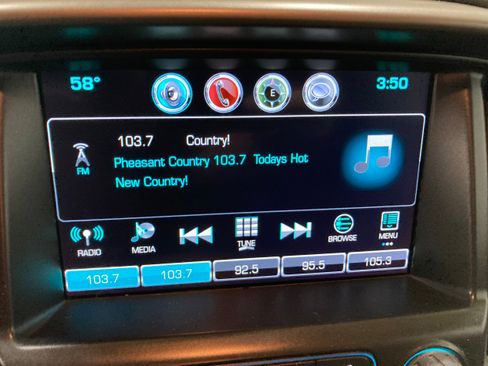 58° 3:50
E
103.7 Country!
FM
Pheasant Country 103.7 Todays Hot
New Country!
RADIO MEDIA TUNE BROWSE MENU
103.7 103.7 92.5 95.5 105.3